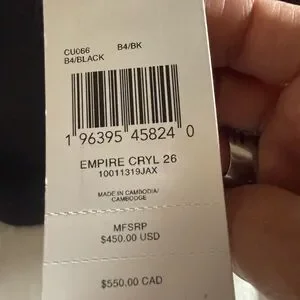 CU066 B4/BK
B4/BLACK
1 96395 45824 0
EMPIRE CRYL 26
10011319JAX
MADE IN CAMBODIA/
CAMBODGE
MFSRP
$450.00 USD
$550.00 CAD